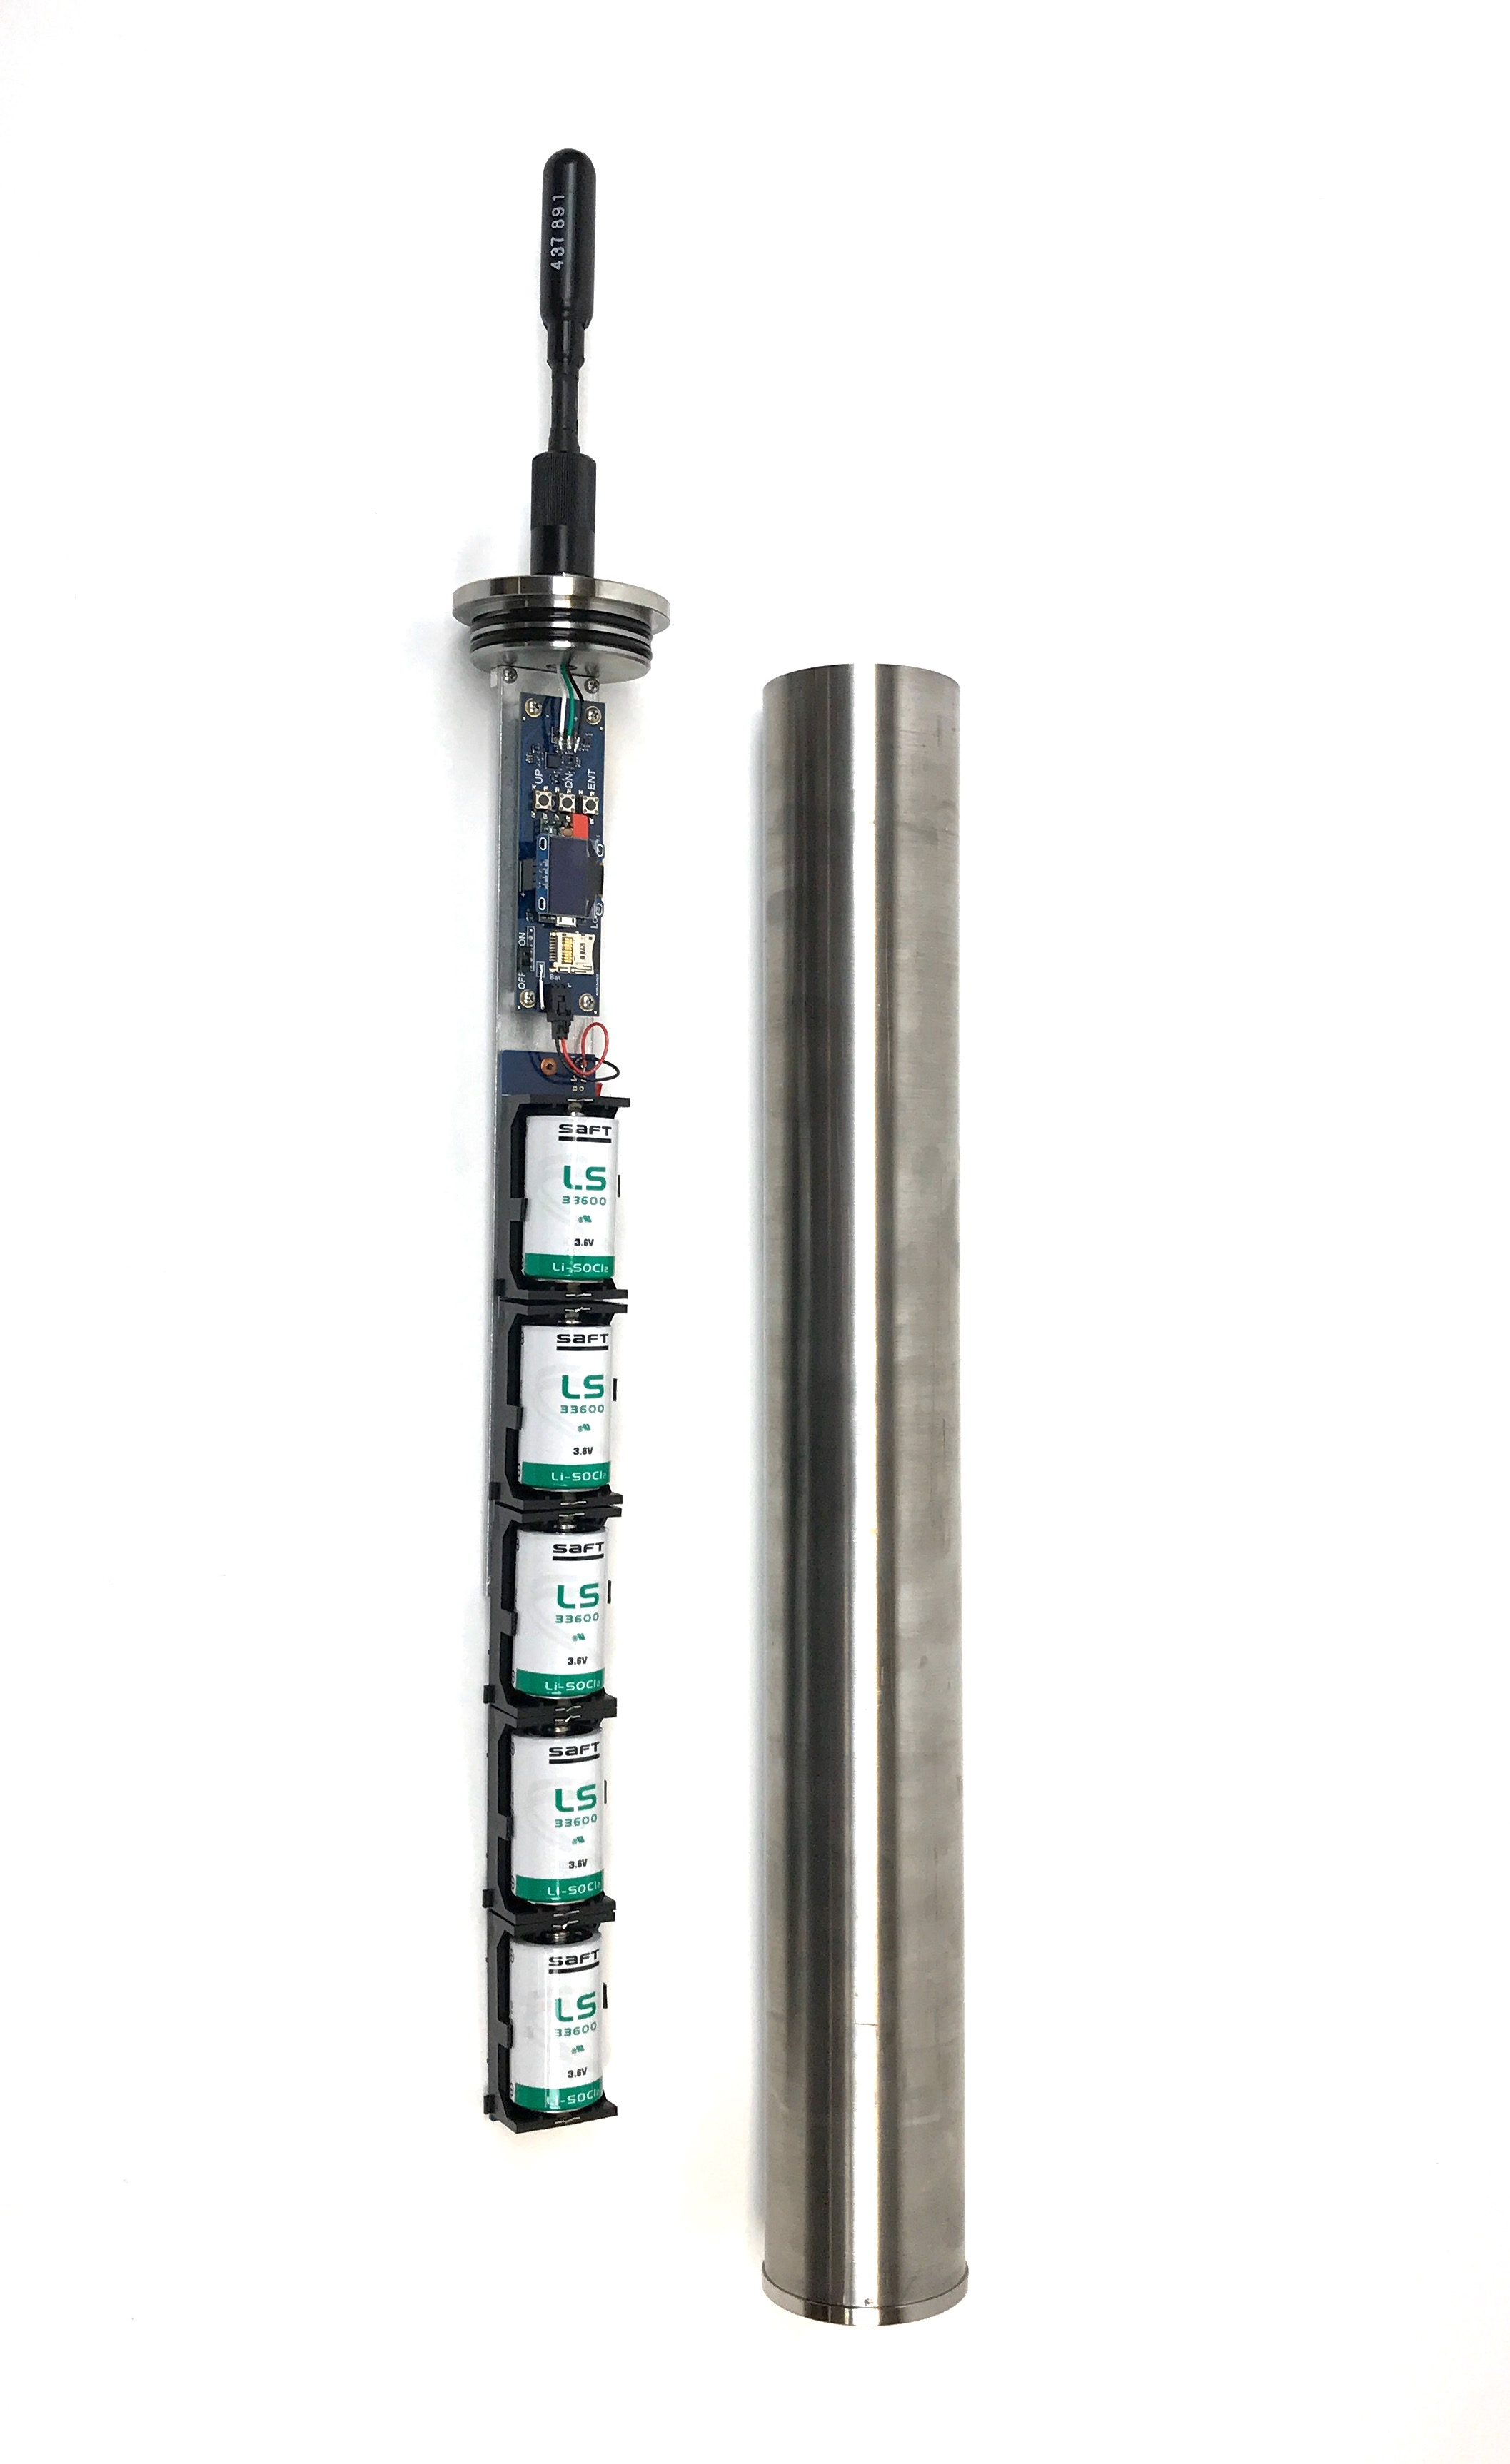 437 891
UP
DN
ENT
ON
OFF
Bat
saft
LS
33600
3.6V
Li-SOCl2
saft
LS
33600
3.6V
Li-SOCl2
saft
LS
33600
3.6V
Li-SOCl2
saft
LS
33600
3.6V
Li-SOCl2
saft
LS
33600
3.6V
Li-SOCl2